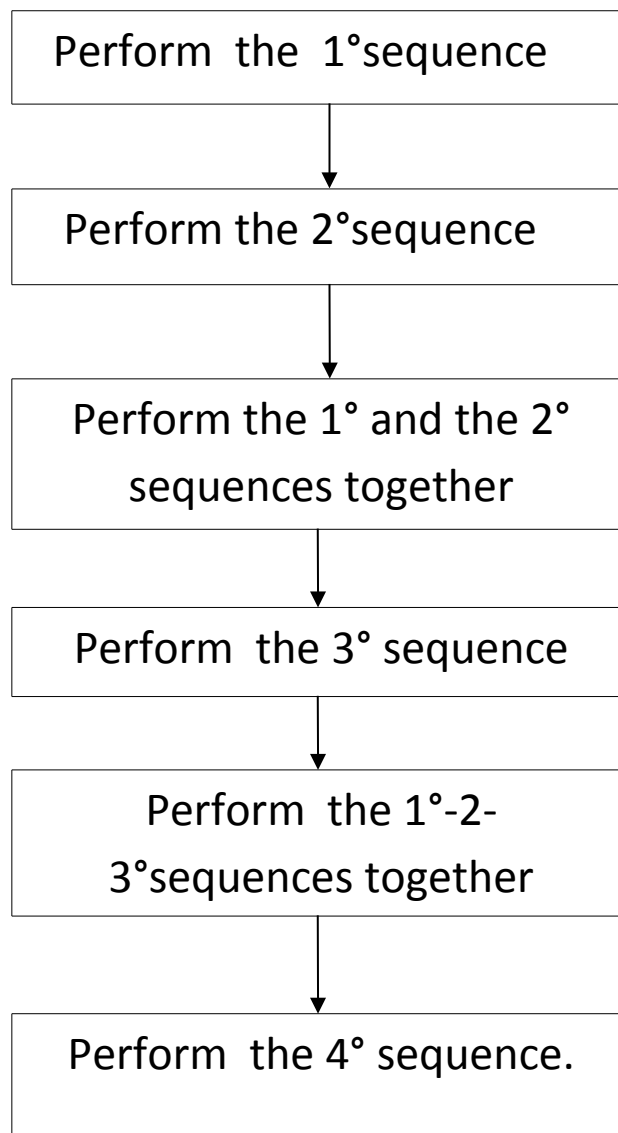 Perform the 1°sequence
Perform the 2°sequence
Perform the 1° and the 2°
sequences together
Perform the 3° sequence
Perform the 1°-2-
3°sequences together
Perform the 4° sequence.